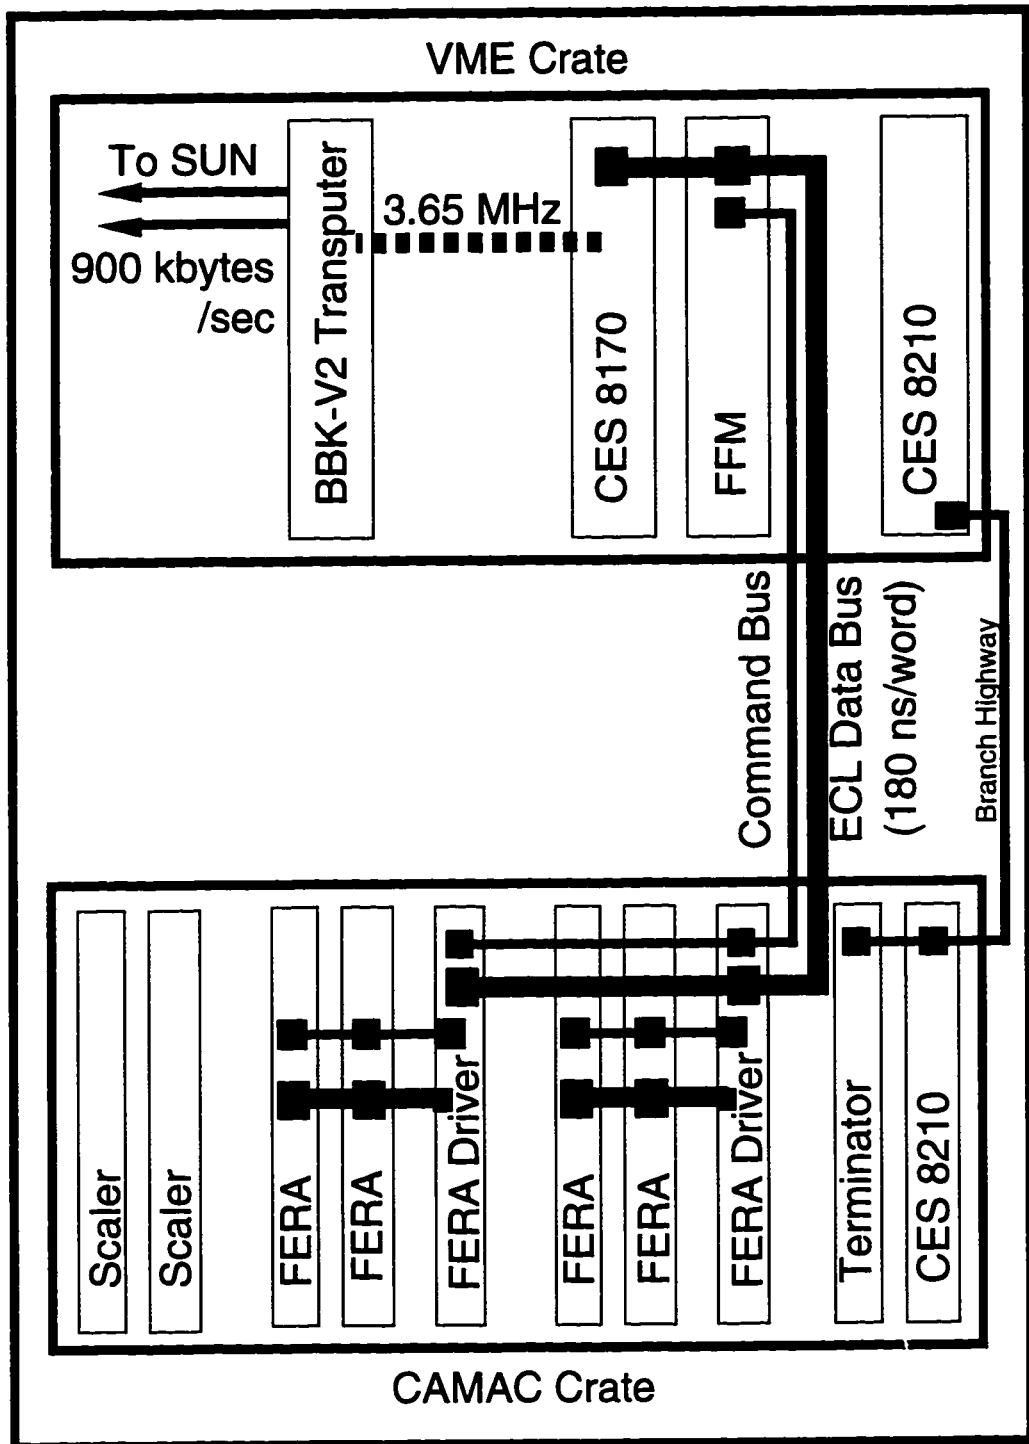 VME Crate
To SUN
900 kbytes
/sec
BBK-V2 Transputer
3.65 MHz
CES 8170
FFM
CES 8210
Command Bus
ECL Data Bus
(180 ns/word)
Branch Highway
Scaler
Scaler
FERA
FERA
FERA Driver
FERA
FERA
FERA Driver
Terminator
CES 8210
CAMAC Crate